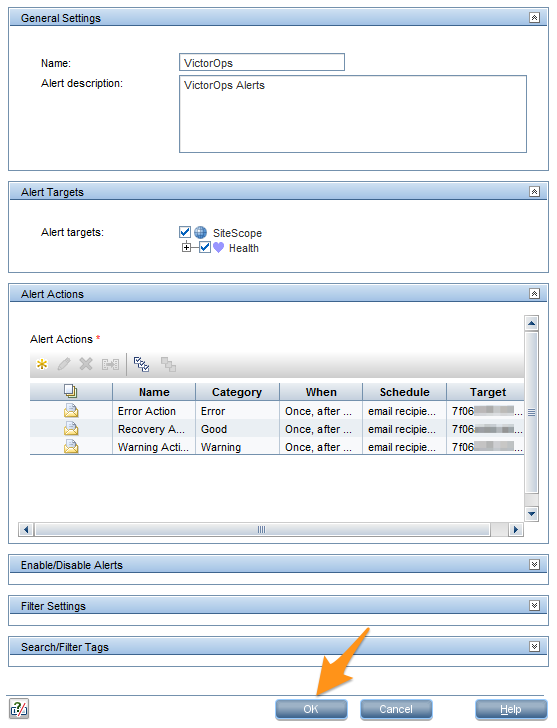 General Settings
Name: VictorOps
Alert description: VictorOps Alerts
Alert Targets
Alert targets: SiteScope
Health
Alert Actions
Alert Actions *
Name Category When Schedule Target
Error Action Error Once, after ... email recipie... 7f06 ...
Recovery A... Good Once, after ... email recipie... 7f06 ...
Warning Acti... Warning Once, after ... email recipie... 7f06 ...
Enable/Disable Alerts
Filter Settings
Search/Filter Tags
OK Cancel Help